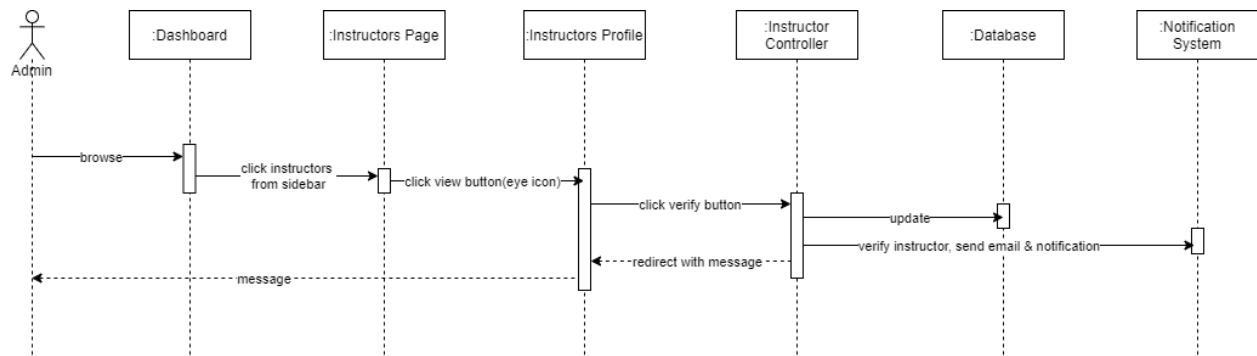 :Dashboard
:Instructors Page
:Instructors Profile
:Instructor
Controller
:Database
:Notification
System
Admin
browse
click instructors
from sidebar
click view button(eye icon)
click verify button
update
verify instructor, send email & notification
redirect with message
message